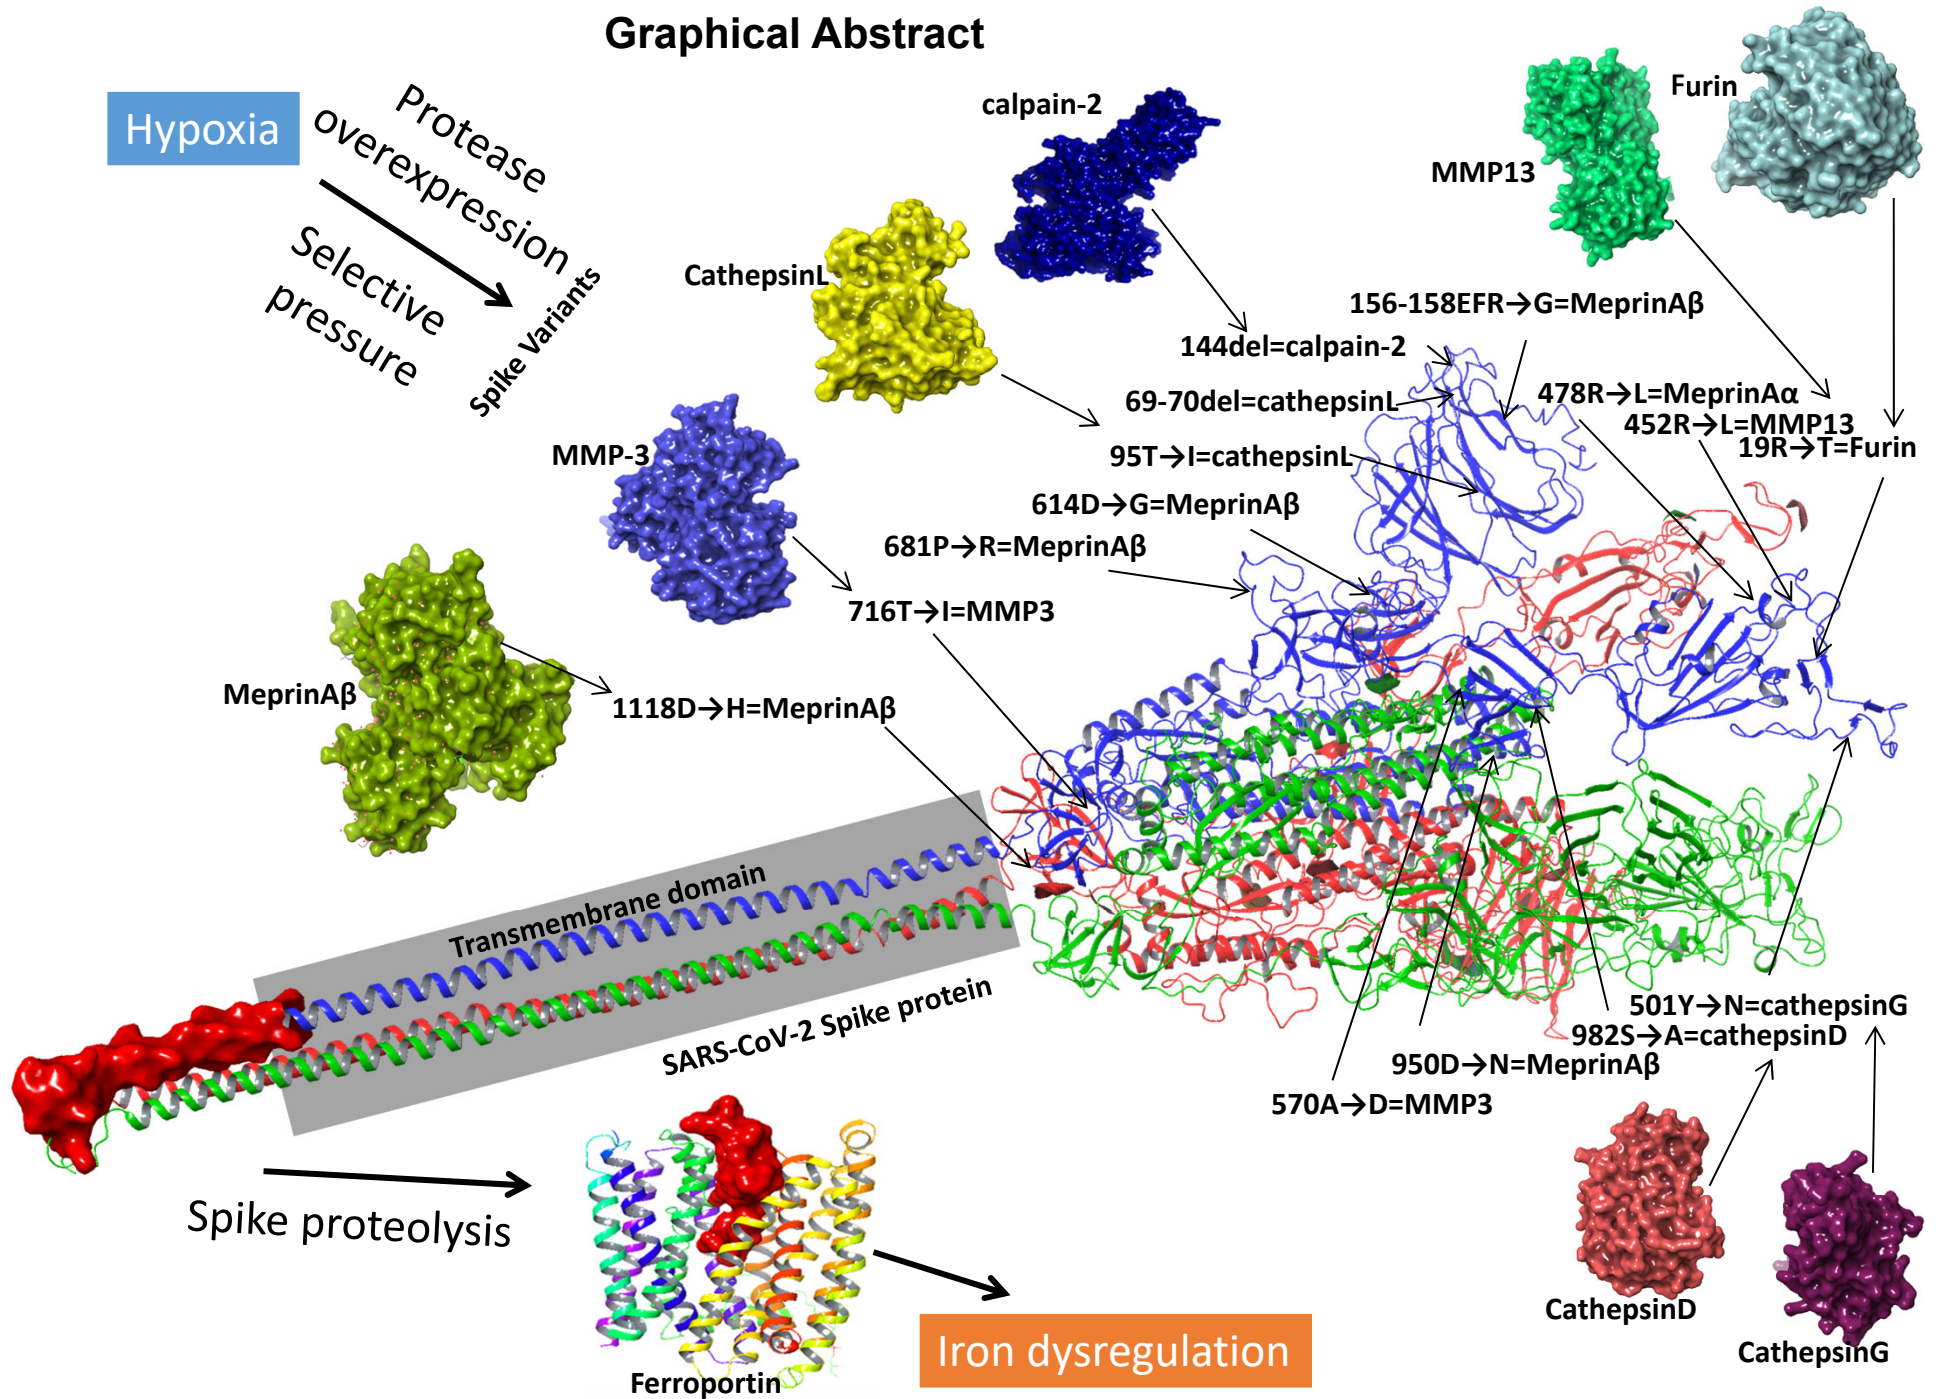 Graphical Abstract
Hypoxia
Protease
overexpression
Selective
pressure
Spike Variants
calpain-2
MMP13
Furin
CathepsinL
MMP-3
MeprinAβ
156-158EFR→G=MeprinAβ
144del=calpain-2
69-70del=cathepsinL
478R→L=MeprinAα
452R→L=MMP13
19R→T=Furin
95T→I=cathepsinL
614D→G=MeprinAβ
681P→R=MeprinAβ
716T→I=MMP3
1118D→H=MeprinAβ
Transmembrane domain
SARS-CoV-2 Spike protein
501Y→N=cathepsinG
982S→A=cathepsinD
950D→N=MeprinAβ
570A→D=MMP3
Spike proteolysis
Ferroportin
Iron dysregulation
CathepsinD
CathepsinG